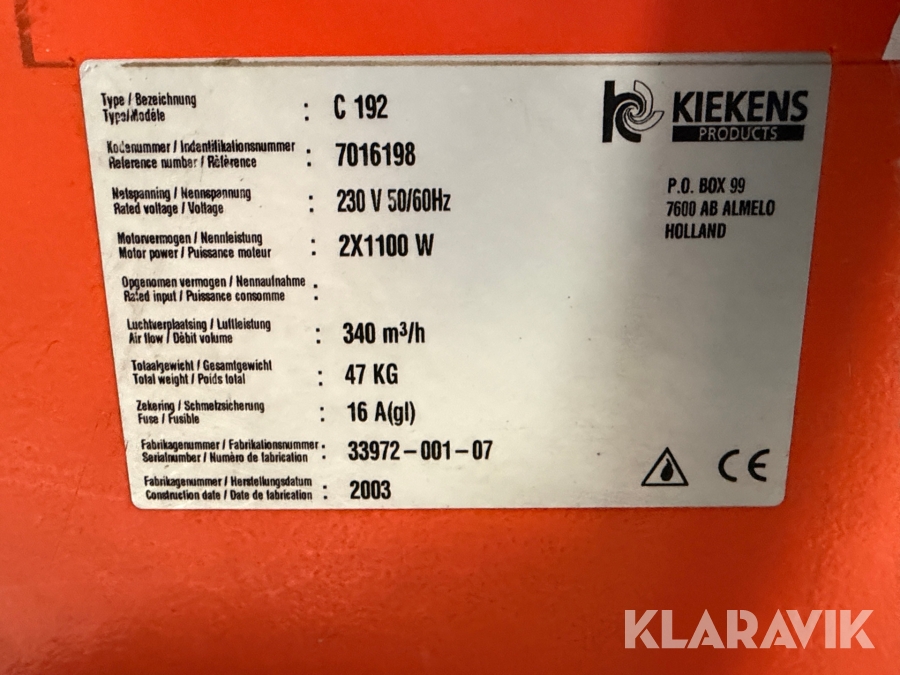 Type / Bezeichnung
Type/Modéle
: C 192
Kodenummer / Indentifikationsnummer
Reference number / Référence
: 7016198
Netspanning / Nennspannung
Rated voltage / Voltage
: 230 V 50/60Hz
Motorvermogen / Nennleistung
Motor power / Puissance moteur
: 2X1100 W
Opgenomen vermogen / Nennaufnahme
Rated input / Puissance consomme
:
Luchtverplaatsing / Luftleistung
Air flow / Débit volume
: 340 m³/h
Totaalgewicht / Gesamtgewicht
Total weight / Poids total
: 47 KG
Zekering / Schmelzsicherung
Fuse / Fusible
: 16 A(gl)
Fabrikagenummer / Fabrikationsnummer
Serialnumber / Numéro de fabrication
: 33972-001-07
Fabrikagenummer / Herstellungsdatum
Construction date / Date de fabrication
: 2003
KIEKENS
PRODUCTS
P.O. BOX 99
7600 AB ALMELO
HOLLAND
CE
KLARAVIK